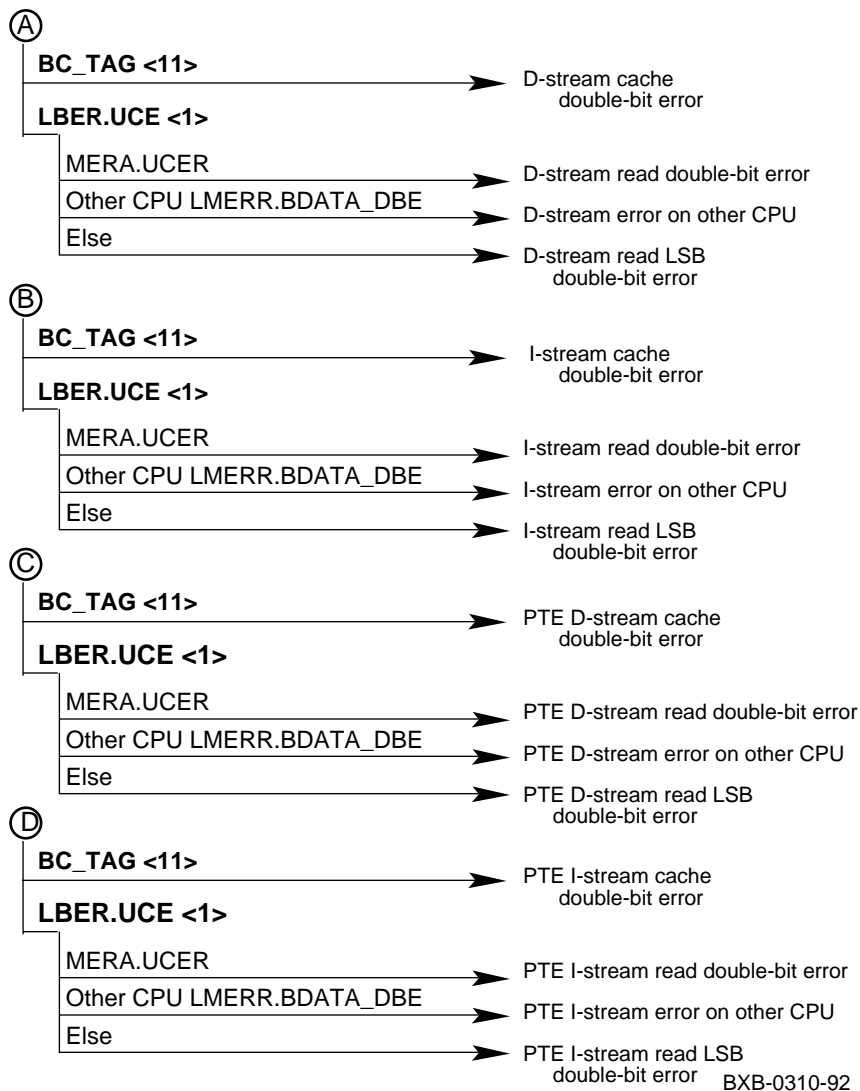 A
BC_TAG <11>
D-stream cache
double-bit error
LBER.UCE <1>
MERA.UCER
D-stream read double-bit error
Other CPU LMERR.BDATA_DBE
D-stream error on other CPU
Else
D-stream read LSB
double-bit error
B
BC_TAG <11>
I-stream cache
double-bit error
LBER.UCE <1>
MERA.UCER
I-stream read double-bit error
Other CPU LMERR.BDATA_DBE
I-stream error on other CPU
Else
I-stream read LSB
double-bit error
C
BC_TAG <11>
PTE D-stream cache
double-bit error
LBER.UCE <1>
MERA.UCER
PTE D-stream read double-bit error
Other CPU LMERR.BDATA_DBE
PTE D-stream error on other CPU
Else
PTE D-stream read LSB
double-bit error
D
BC_TAG <11>
PTE I-stream cache
double-bit error
LBER.UCE <1>
MERA.UCER
PTE I-stream read double-bit error
Other CPU LMERR.BDATA_DBE
PTE I-stream error on other CPU
Else
PTE I-stream read LSB
double-bit error
BXB-0310-92